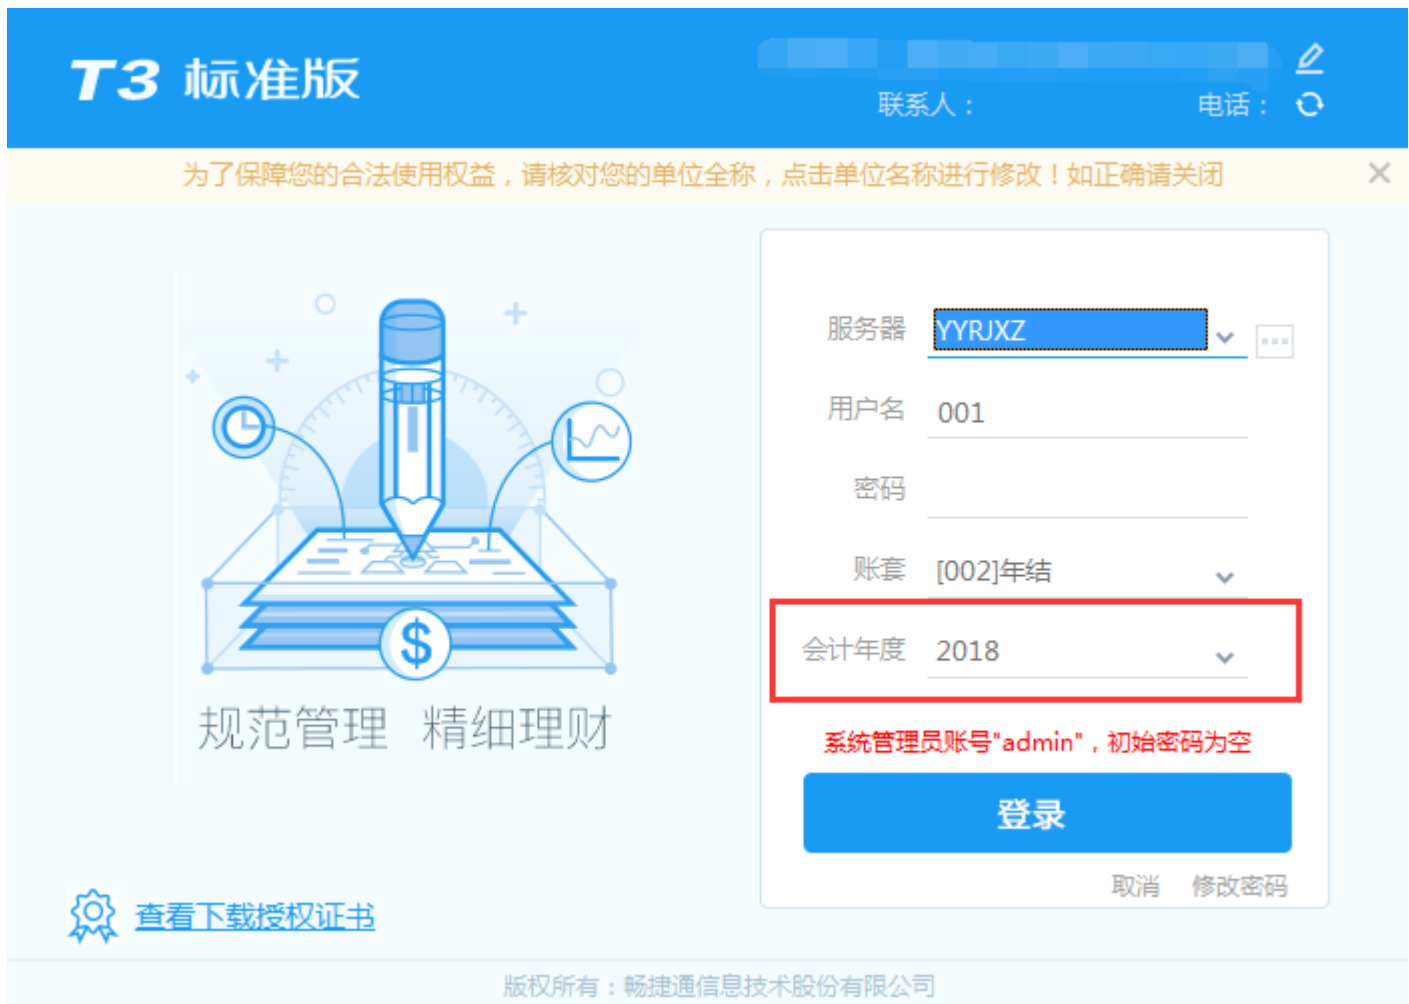 T3 标准版
联系人： 电话：
为了保障您的合法使用权益，请核对您的单位全称，点击单位名称进行修改！如正确请关闭
服务器 YYRJXZ
用户名 001
密码
账套 [002]年结
会计年度 2018
系统管理员账号"admin"，初始密码为空
登录
取消 修改密码
$
规范管理 精细理财
查看下载授权证书
版权所有：畅捷通信息技术股份有限公司